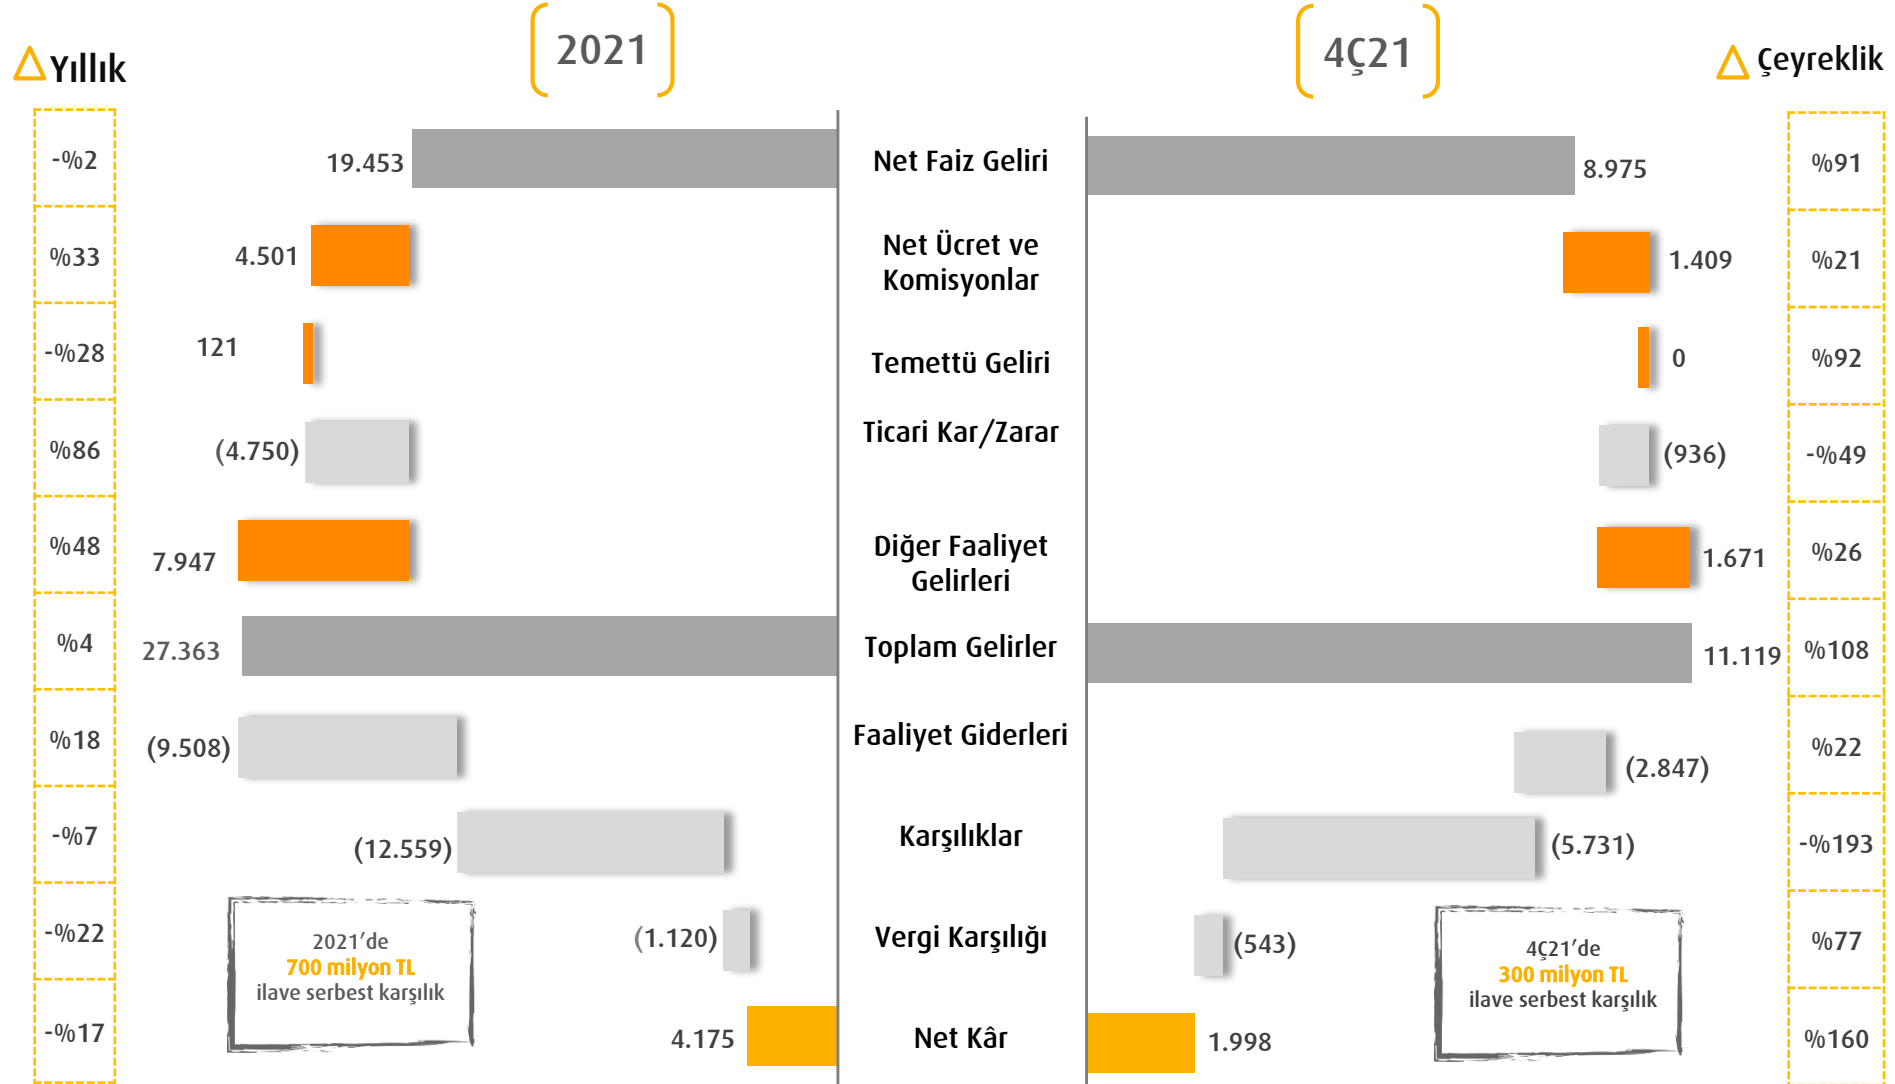 2021
4Ç21
Yıllık
Çeyreklik
-%2
19.453
Net Faiz Geliri
8.975
%91
%33
4.501
Net Ücret ve
Komisyonlar
1.409
%21
-%28
121
Temettü Geliri
0
%92
%86
(4.750)
Ticari Kar/Zarar
(936)
-%49
%48
7.947
Diğer Faaliyet
Gelirleri
1.671
%26
%4
27.363
Toplam Gelirler
11.119
%108
%18
(9.508)
Faaliyet Giderleri
(2.847)
%22
-%7
(12.559)
Karşılıklar
(5.731)
-%193
-%22
2021’de
700 milyon TL
ilave serbest karşılık
(1.120)
Vergi Karşılığı
(543)
4Ç21’de
300 milyon TL
ilave serbest karşılık
%77
-%17
4.175
Net Kâr
1.998
%160